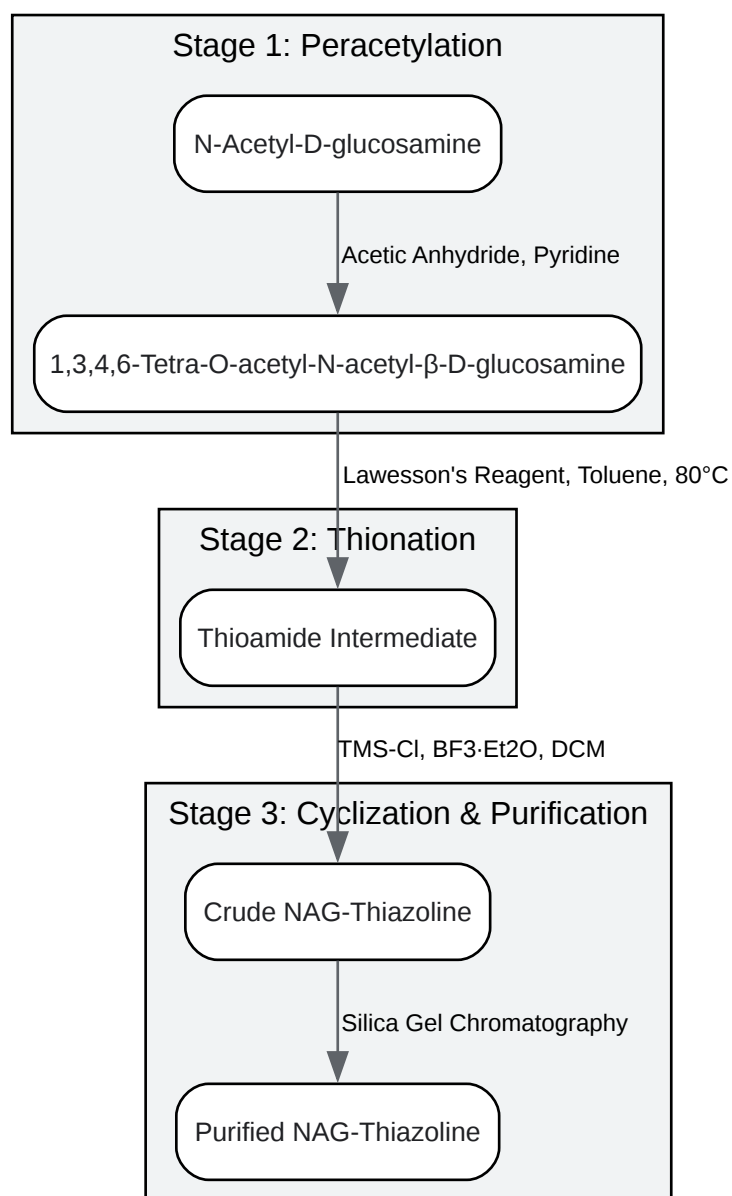 Stage 1: Peracetylation
N-Acetyl-D-glucosamine
Acetic Anhydride, Pyridine
1,3,4,6-Tetra-O-acetyl-N-acetyl-β-D-glucosamine
Lawesson's Reagent, Toluene, 80°C
Stage 2: Thionation
Thioamide Intermediate
TMS-Cl, BF3·Et2O, DCM
Stage 3: Cyclization & Purification
Crude NAG-Thiazoline
Silica Gel Chromatography
Purified NAG-Thiazoline